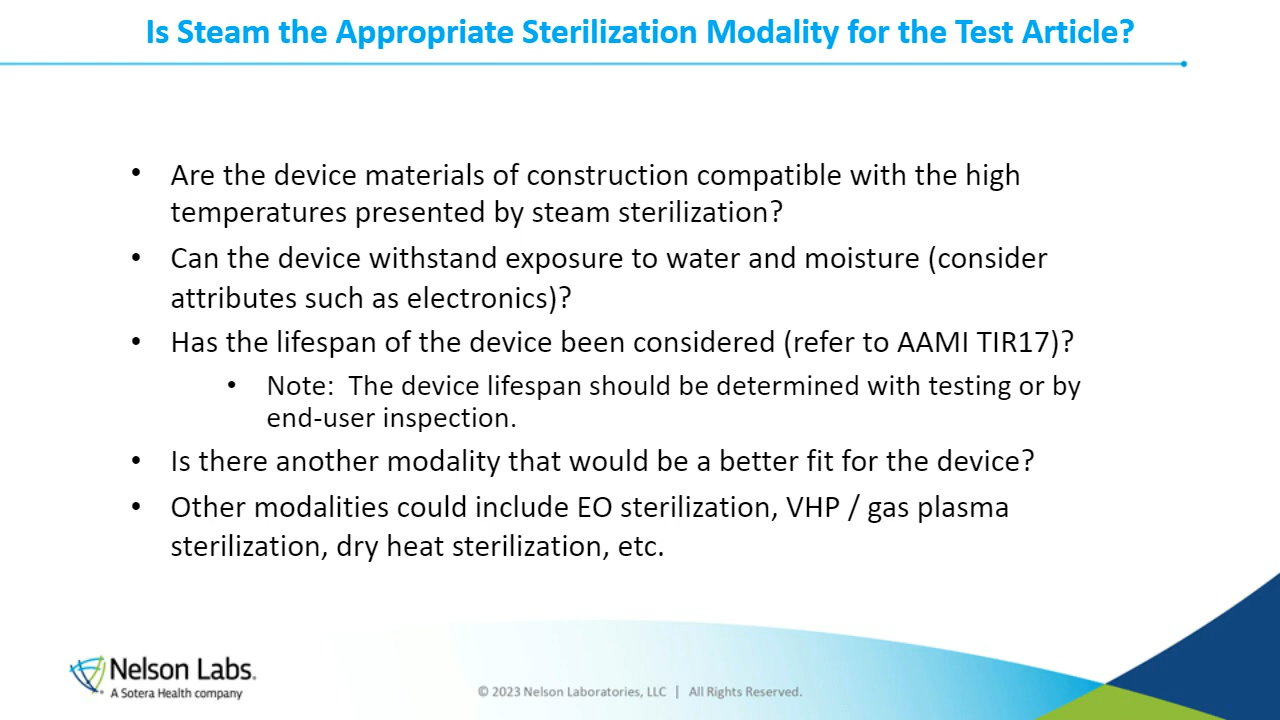 Is Steam the Appropriate Sterilization Modality for the Test Article?
• Are the device materials of construction compatible with the high
temperatures presented by steam sterilization?
• Can the device withstand exposure to water and moisture (consider
attributes such as electronics)?
• Has the lifespan of the device been considered (refer to AAMI TIR17)?
• Note:  The device lifespan should be determined with testing or by
end-user inspection.
• Is there another modality that would be a better fit for the device?
• Other modalities could include EO sterilization, VHP / gas plasma
sterilization, dry heat sterilization, etc.
Nelson Labs.
A Sotera Health company
© 2023 Nelson Laboratories, LLC | All Rights Reserved.